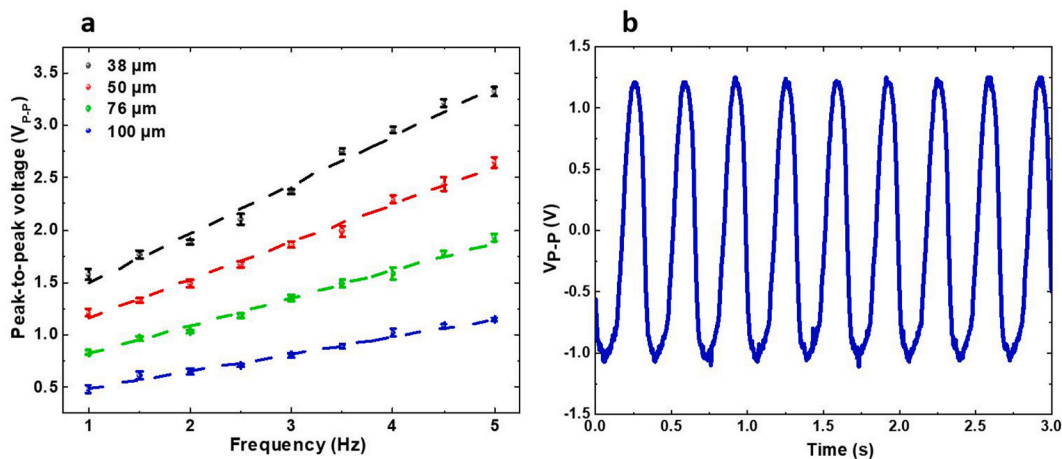 a
3.5
3.0
2.5
2.0
1.5
1.0
0.5
Peak-to-peak voltage (V_P-P)
38 μm
50 μm
76 μm
100 μm
1 2 3 4 5
Frequency (Hz)
b
1.5
1.0
0.5
0.0
-0.5
-1.0
-1.5
V_P-P (V)
0.0 0.5 1.0 1.5 2.0 2.5 3.0
Time (s)